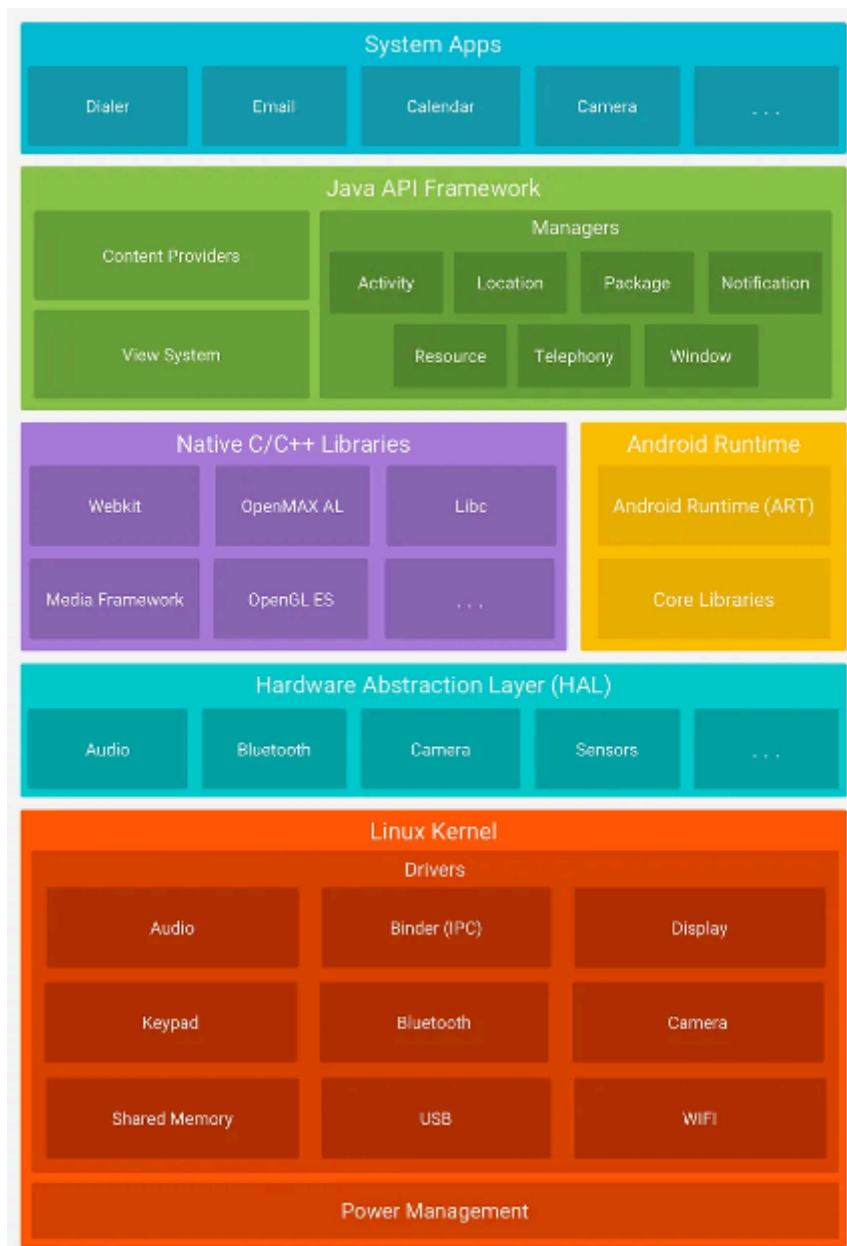 System Apps
Dialer Email Calendar Camera . . .
Java API Framework
Content Providers
View System
Managers
Activity Location Package Notification
Resource Telephony Window
Native C/C++ Libraries
Webkit OpenMAX AL Libc
Media Framework OpenGL ES . . .
Android Runtime
Android Runtime (ART)
Core Libraries
Hardware Abstraction Layer (HAL)
Audio Bluetooth Camera Sensors . . .
Linux Kernel
Drivers
Audio Binder (IPC) Display
Keypad Bluetooth Camera
Shared Memory USB WIFI
Power Management